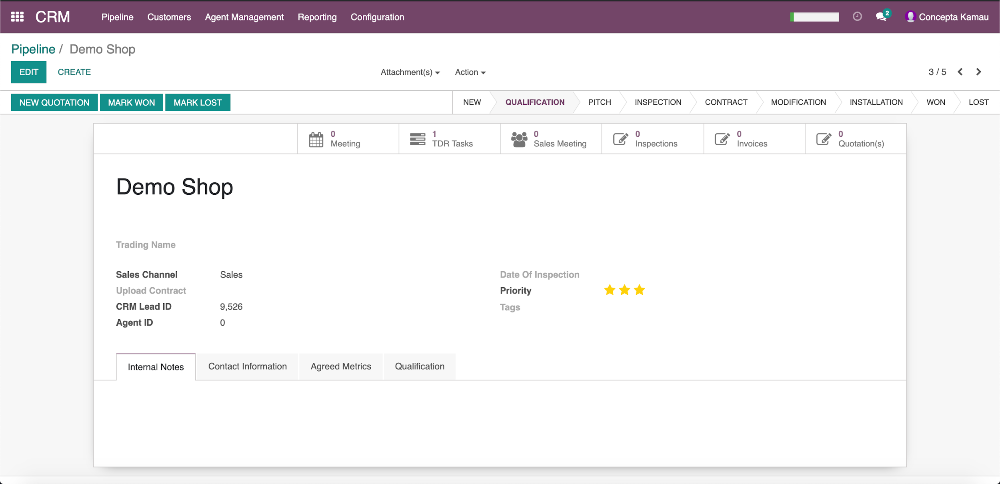 CRM Pipeline Customers Agent Management Reporting Configuration 2 Concepta Kamau
Pipeline / Demo Shop
EDIT CREATE Attachment(s) Action 3 / 5
NEW QUOTATION MARK WON MARK LOST NEW QUALIFICATION PITCH INSPECTION CONTRACT MODIFICATION INSTALLATION WON LOST
0 1 0 0 0 0
Meeting TDR Tasks Sales Meeting Inspections Invoices Quotation(s)
Demo Shop
Trading Name
Sales Channel Sales Date Of Inspection
Upload Contract Priority
CRM Lead ID 9,526 Tags
Agent ID 0
Internal Notes Contact Information Agreed Metrics Qualification